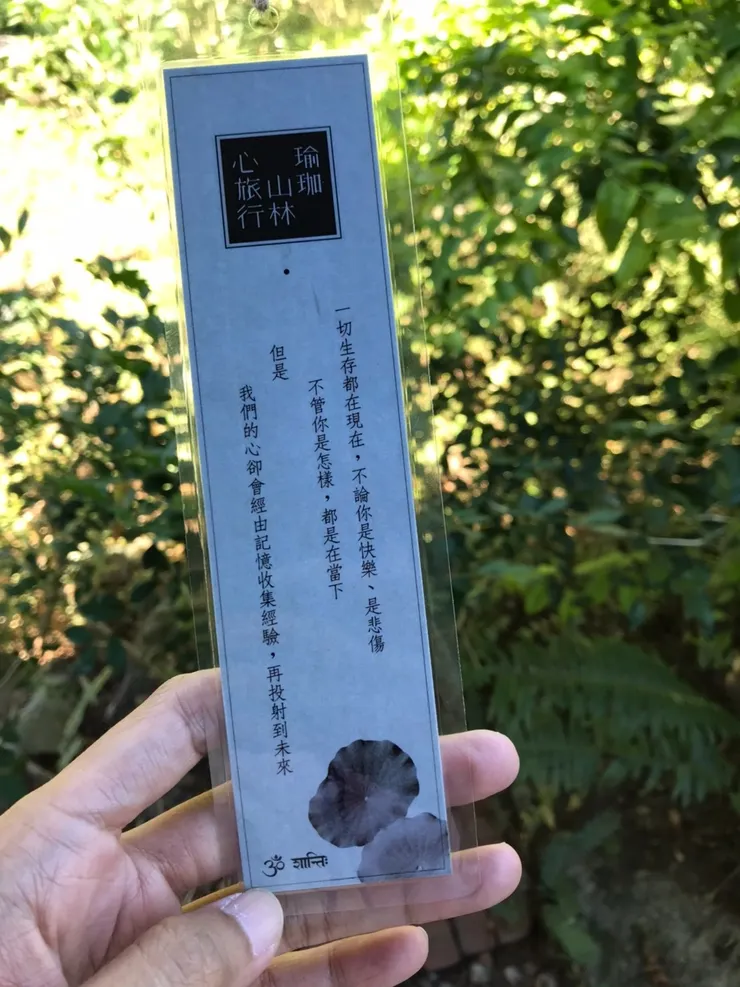 瑜珈
山林
心旅行
一切生存都在現在，不論你是快樂、是悲傷
不管你是怎樣，都是在當下
但是
我們的心卻會經由記憶收集經驗，再投射到未來
ॐ शान्तिः